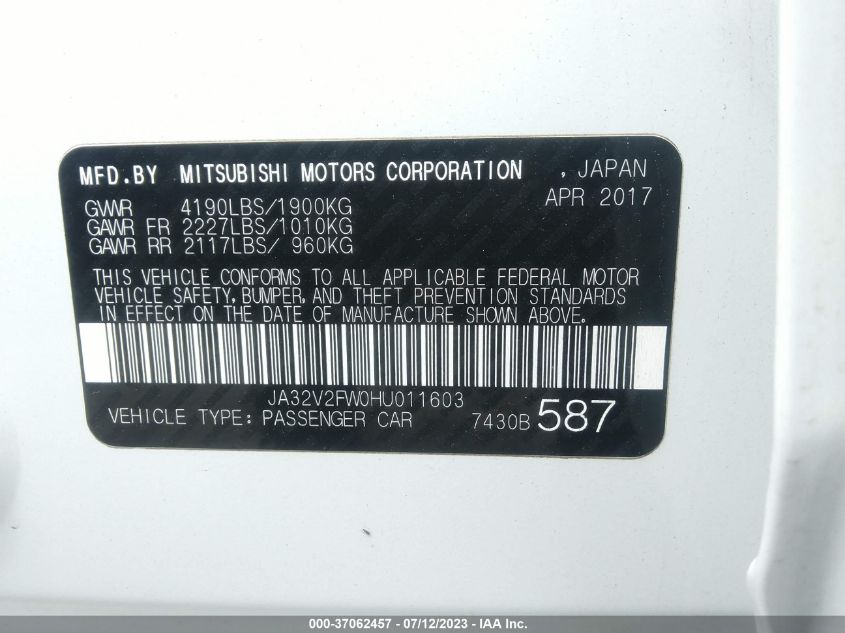 MFD.BY MITSUBISHI MOTORS CORPORATION , JAPAN
APR 2017
GVWR 4190LBS/1900KG
GAWR FR 2227LBS/1010KG
GAWR RR 2117LBS/ 960KG
THIS VEHICLE CONFORMS TO ALL APPLICABLE FEDERAL MOTOR
VEHICLE SAFETY, BUMPER, AND THEFT PREVENTION STANDARDS
IN EFFECT ON THE DATE OF MANUFACTURE SHOWN ABOVE.
JA32V2FW0HU011603
VEHICLE TYPE: PASSENGER CAR 7430B 587
000-37062457 - 07/12/2023 - IAA Inc.